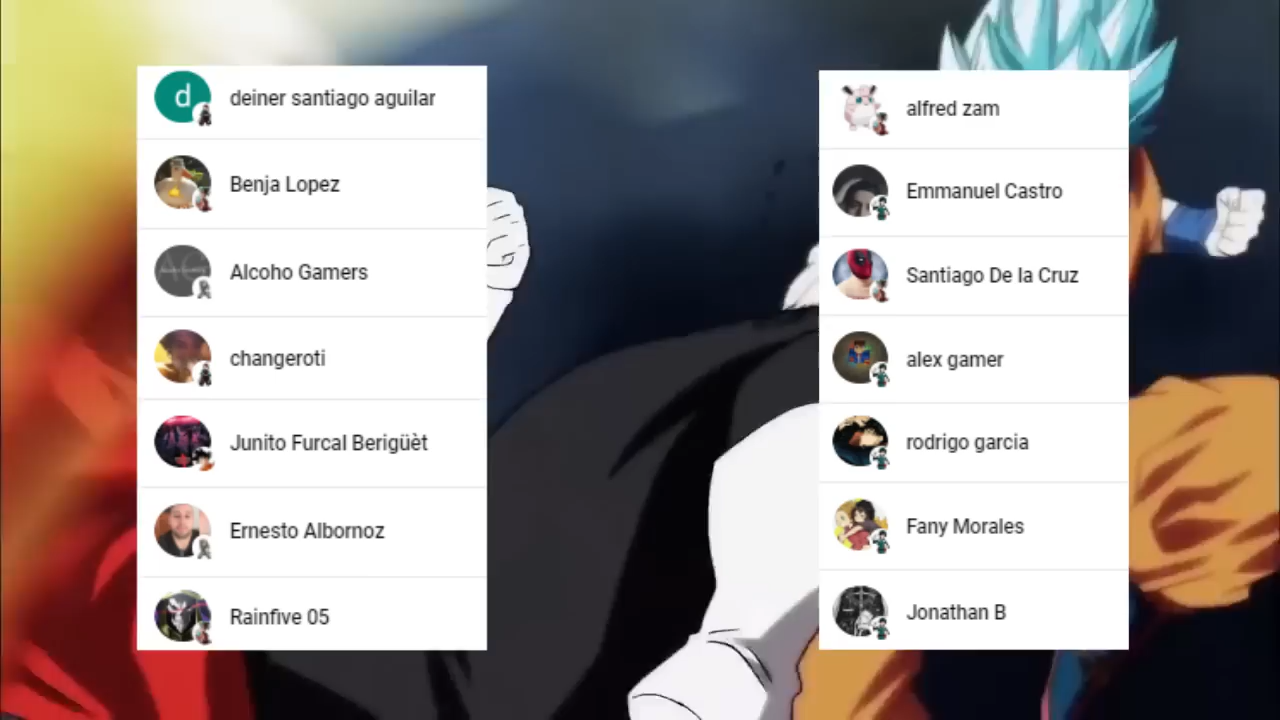 d
deiner santiago aguilar
Benja Lopez
Alcoho Gamers
changeroti
Junito Furcal Berigüèt
Ernesto Albornoz
Rainfive 05
alfred zam
Emmanuel Castro
Santiago De la Cruz
alex gamer
rodrigo garcia
Fany Morales
Jonathan B